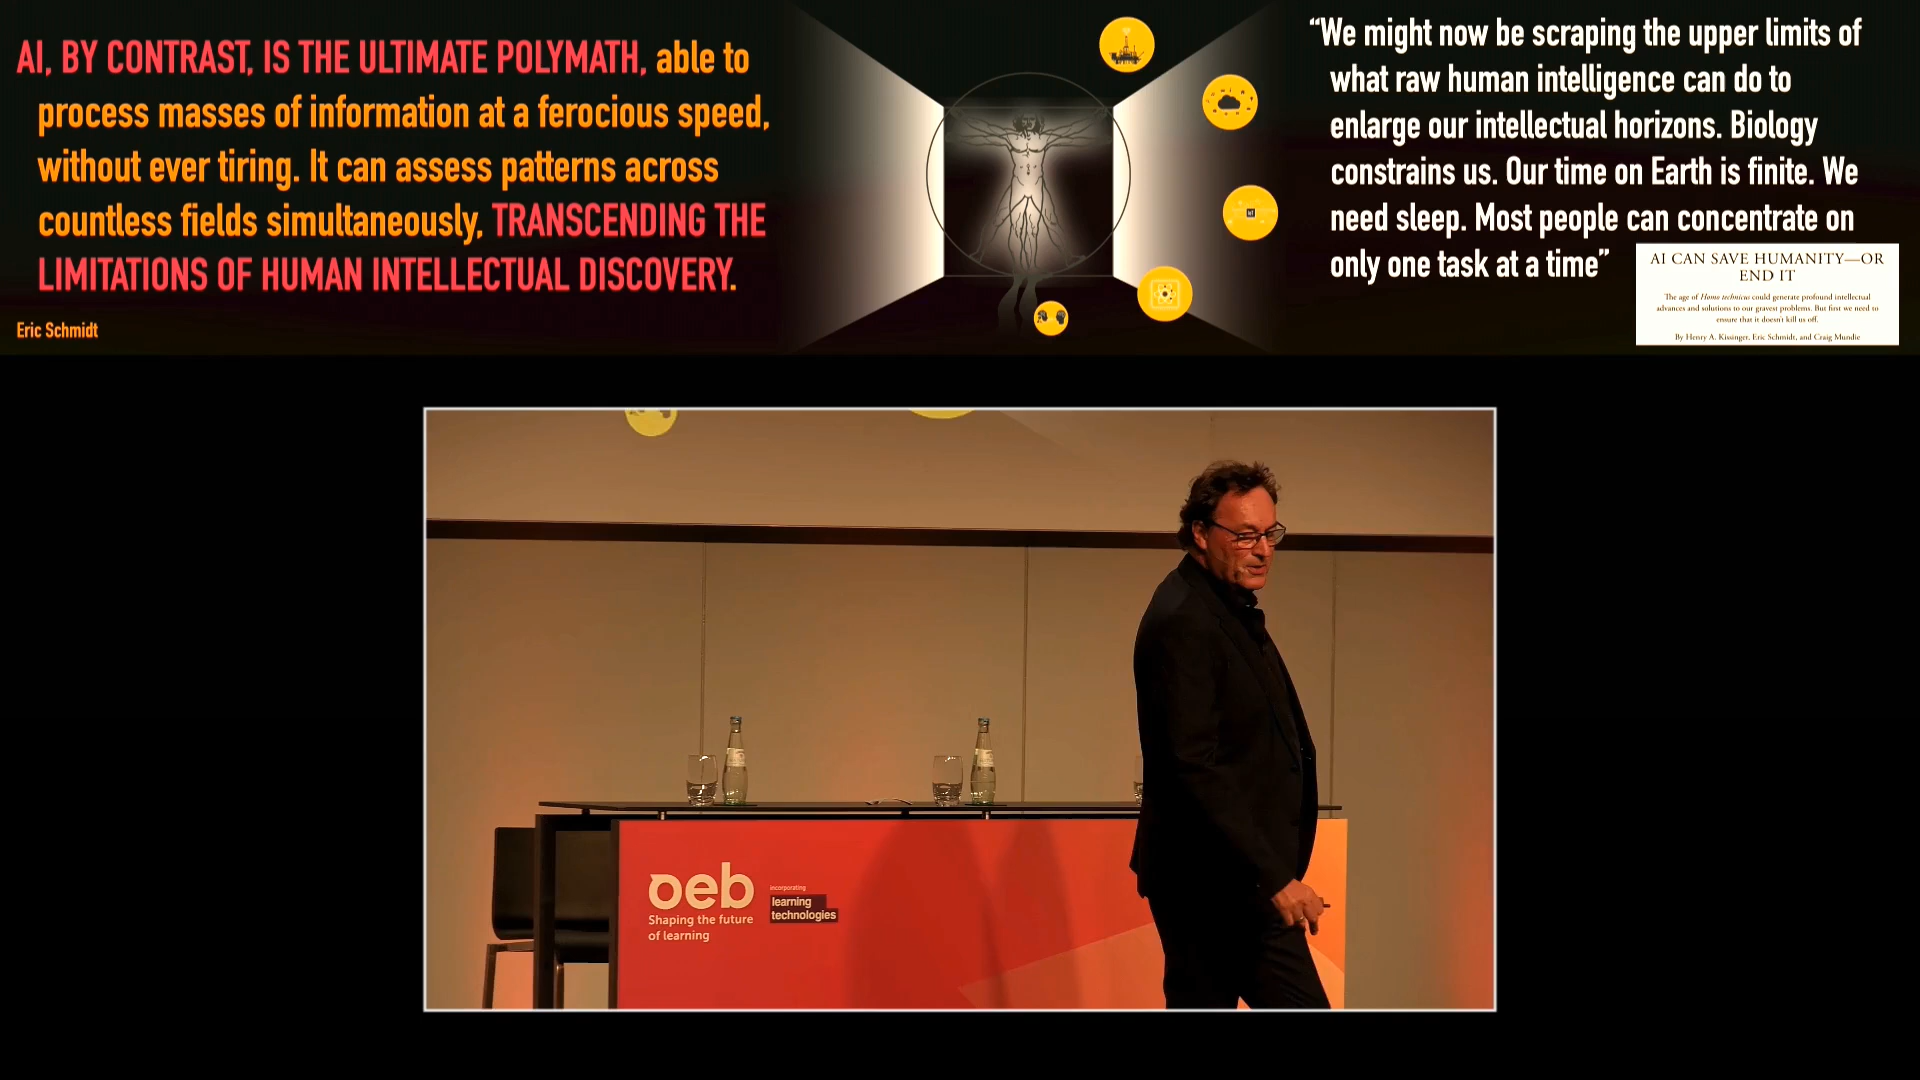 AI, BY CONTRAST, IS THE ULTIMATE POLYMATH, able to
process masses of information at a ferocious speed,
without ever tiring. It can assess patterns across
countless fields simultaneously, TRANSCENDING THE
LIMITATIONS OF HUMAN INTELLECTUAL DISCOVERY.
Eric Schmidt
“We might now be scraping the upper limits of
what raw human intelligence can do to
enlarge our intellectual horizons. Biology
constrains us. Our time on Earth is finite. We
need sleep. Most people can concentrate on
only one task at a time”
AI CAN SAVE HUMANITY—OR
END IT
The age of Homo technicus could generate profound intellectual
advances and solutions to our gravest problems. But first we need to
ensure that it doesn't kill us off.
By Henry A. Kissinger, Eric Schmidt, and Craig Mundie
oeb
Shaping the future
of learning
incorporating
learning
technologies